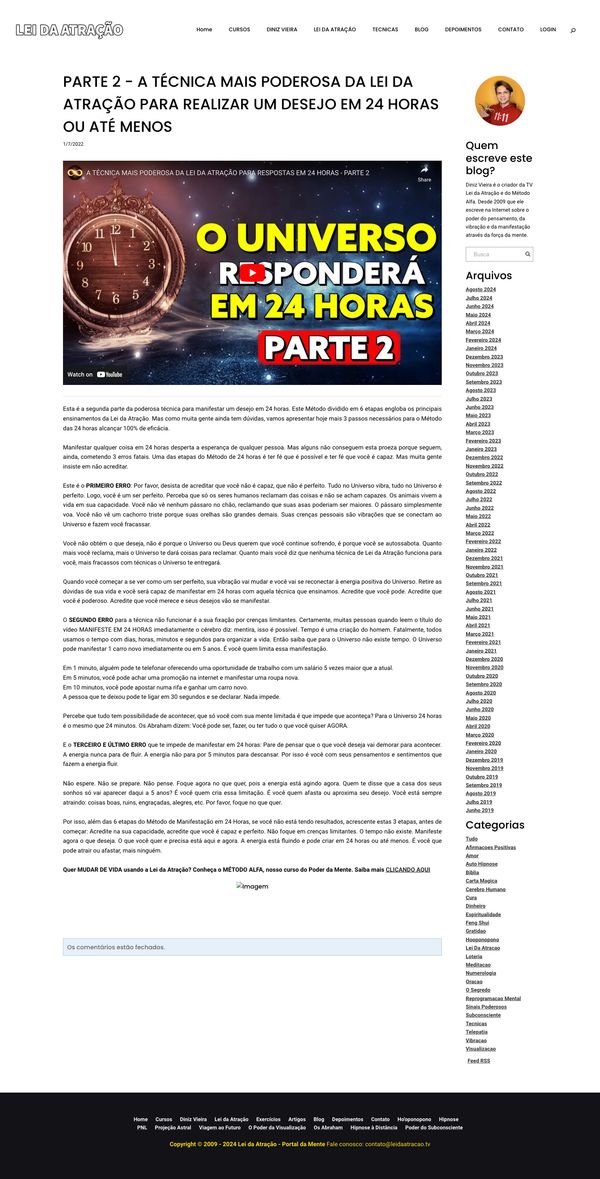 LEI DA ATRAÇÃO
Home CURSOS DINIZ VIEIRA LEI DA ATRAÇÃO TECNICAS BLOG DEPOIMENTOS CONTATO LOGIN
PARTE 2 - A TÉCNICA MAIS PODEROSA DA LEI DA
ATRAÇÃO PARA REALIZAR UM DESEJO EM 24 HORAS
OU ATÉ MENOS
1/7/2022
A TÉCNICA MAIS PODEROSA DA LEI DA ATRAÇÃO PARA RESPOSTAS EM 24 HORAS - PARTE 2
Share
O UNIVERSO
RESPONDERÁ
EM 24 HORAS
PARTE 2
Watch on YouTube
Esta é a segunda parte da poderosa técnica para manifestar um desejo em 24 horas. Este Método dividido em 6 etapas engloba os principais
ensinamentos da Lei da Atração. Mas como muita gente ainda tem dúvidas, vamos apresentar hoje mais 3 passos necessários para o Método
das 24 horas alcançar 100% de eficácia.
Manifestar qualquer coisa em 24 horas desperta a esperança de qualquer pessoa. Mas alguns não conseguem esta proeza porque seguem,
ainda, cometendo 3 erros fatais. Uma das etapas do Método de 24 horas é ter fé que é possível e ter fé que você é capaz. Mas muita gente
insiste em não acreditar.
Este é o PRIMEIRO ERRO: Por favor, desista de acreditar que você não é capaz, que não é perfeito. Tudo no Universo vibra, tudo no Universo é
perfeito. Logo, você é um ser perfeito. Perceba que só os seres humanos reclamam das coisas e não se acham capazes. Os animais vivem a
vida em sua capacidade. Você não vê nenhum pássaro no chão, reclamando que suas asas poderiam ser maiores. O pássaro simplesmente
voa. Você não vê um cachorro triste porque suas orelhas são grandes demais. Suas crenças pessoais são vibrações que se conectam ao
Universo e fazem você fracassar.
Você não obtém o que deseja, não é porque o Universo ou Deus querem que você continue sofrendo, é porque você se autossabota. Quanto
mais você reclama, mais o Universo te dará coisas para reclamar. Quanto mais você diz que nenhuma técnica de Lei da Atração funciona para
você, mais fracassos com técnicas o Universo te entregará.
Quando você começar a se ver como um ser perfeito, sua vibração vai mudar e você vai se reconectar à energia positiva do Universo. Retire as
dúvidas de sua vida e você será capaz de manifestar em 24 horas com aquela técnica que ensinamos. Acredite que você pode. Acredite que
você é poderoso. Acredite que você merece e seus desejos vão se manifestar.
O SEGUNDO ERRO para a técnica não funcionar é a sua fixação por crenças limitantes. Certamente, muitas pessoas quando leem o título do
vídeo MANIFESTE EM 24 HORAS imediatamente o cérebro diz: mentira, isso é possível. Tempo é uma criação do homem. Fatalmente, todos
usamos o tempo com dias, horas, minutos e segundos para organizar a vida. Então saiba que para o Universo não existe tempo. O Universo
pode manifestar 1 carro novo imediatamente ou em 5 anos. É você quem limita essa manifestação.
Em 1 minuto, alguém pode te telefonar oferecendo uma oportunidade de trabalho com um salário 5 vezes maior que a atual.
Em 5 minutos, você pode achar uma promoção na internet e manifestar uma roupa nova.
Em 10 minutos, você pode apostar numa rifa e ganhar um carro novo.
A pessoa que te deixou pode te ligar em 30 segundos e se declarar. Nada impede.
Percebe que tudo tem possibilidade de acontecer, que só você com sua mente limitada é que impede que aconteça? Para o Universo 24 horas
é o mesmo que 24 minutos. Os Abraham dizem: Você pode ser, fazer, ou ter tudo o que você quiser AGORA.
E o TERCEIRO E ÚLTIMO ERRO que te impede de manifestar em 24 horas: Pare de pensar que o que você deseja vai demorar para acontecer.
A energia nunca para de fluir. A energia não para por 5 minutos para descansar. Por isso é você com seus pensamentos e sentimentos que
fazem a energia fluir.
Não espere. Não se prepare. Não pense. Foque agora no que quer, pois a energia está agindo agora. Quem te disse que a casa dos seus
sonhos só vai aparecer daqui a 5 anos? É você quem cria essa limitação. É você quem afasta ou aproxima seu desejo. Você está sempre
atraindo: coisas boas, ruins, engraçadas, alegres, etc. Por favor, foque no que quer.
Por isso, além das 6 etapas do Método de Manifestação em 24 Horas, se você não está tendo resultados, acrescente estas 3 etapas, antes de
começar: Acredite na sua capacidade, acredite que você é capaz e perfeito. Não foque em crenças limitantes. O tempo não existe. Manifeste
agora o que deseja. O que você quer e precisa está aqui e agora. A energia está fluindo e pode criar em 24 horas ou até menos. É você que
pode atrair ou afastar, mais ninguém.
Quer MUDAR DE VIDA usando a Lei da Atração? Conheça o MÉTODO ALFA, nosso curso do Poder da Mente. Saiba mais CLICANDO AQUI
Imagem
Os comentários estão fechados.
11:11
Quem
escreve este
blog?
Diniz Vieira é o criador da TV
Lei da Atração e do Método
Alfa. Desde 2009 que ele
escreve na Internet sobre o
poder do pensamento, da
vibração e da manifestação
através da força da mente.
Busca
Arquivos
Agosto 2024
Julho 2024
Junho 2024
Maio 2024
Abril 2024
Março 2024
Fevereiro 2024
Janeiro 2024
Dezembro 2023
Novembro 2023
Outubro 2023
Setembro 2023
Agosto 2023
Julho 2023
Junho 2023
Maio 2023
Abril 2023
Março 2023
Fevereiro 2023
Janeiro 2023
Dezembro 2022
Novembro 2022
Outubro 2022
Setembro 2022
Agosto 2022
Julho 2022
Junho 2022
Maio 2022
Abril 2022
Março 2022
Fevereiro 2022
Janeiro 2022
Dezembro 2021
Novembro 2021
Outubro 2021
Setembro 2021
Agosto 2021
Julho 2021
Junho 2021
Maio 2021
Abril 2021
Março 2021
Fevereiro 2021
Janeiro 2021
Dezembro 2020
Novembro 2020
Outubro 2020
Setembro 2020
Agosto 2020
Julho 2020
Junho 2020
Maio 2020
Abril 2020
Março 2020
Fevereiro 2020
Janeiro 2020
Dezembro 2019
Novembro 2019
Outubro 2019
Setembro 2019
Agosto 2019
Julho 2019
Junho 2019
Categorias
Tudo
Afirmacoes Positivas
Amor
Auto Hipnose
Biblia
Carta Magica
Cerebro Humano
Cura
Dinheiro
Espiritualidade
Feng Shui
Gratidao
Hooponopono
Lei Da Atracao
Loteria
Meditacao
Numerologia
Oracao
O Segredo
Reprogramacao Mental
Sinais Poderosos
Subconsciente
Tecnicas
Telepatia
Vibracao
Visualizacao
Feed RSS
Home Cursos Diniz Vieira Lei da Atração Exercícios Artigos Blog Depoimentos Contato Ho'oponopono Hipnose
PNL Projeção Astral Viagem ao Futuro O Poder da Visualização Os Abraham Hipnose à Distância Poder do Subconsciente
Copyright © 2009 - 2024 Lei da Atração - Portal da Mente Fale conosco: contato@leidaatracao.tv